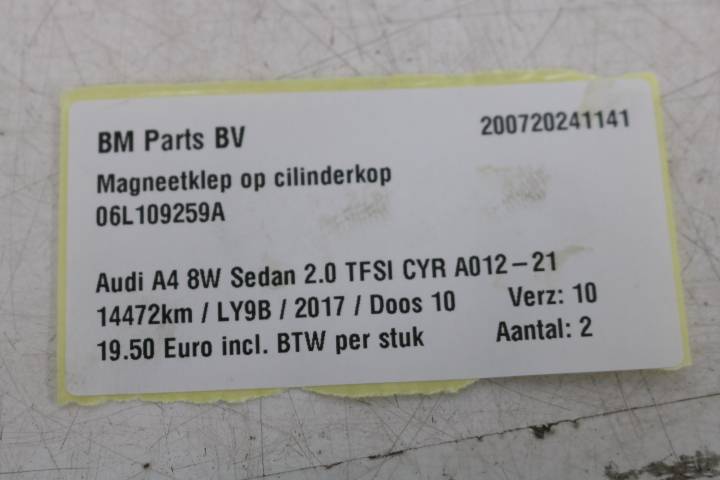 BM Parts BV 200720241141
Magneetklep op cilinderkop
06L109259A
Audi A4 8W Sedan 2.0 TFSI CYR A012-21
14472km / LY9B / 2017 / Doos 10 Verz: 10
19.50 Euro incl. BTW per stuk Aantal: 2